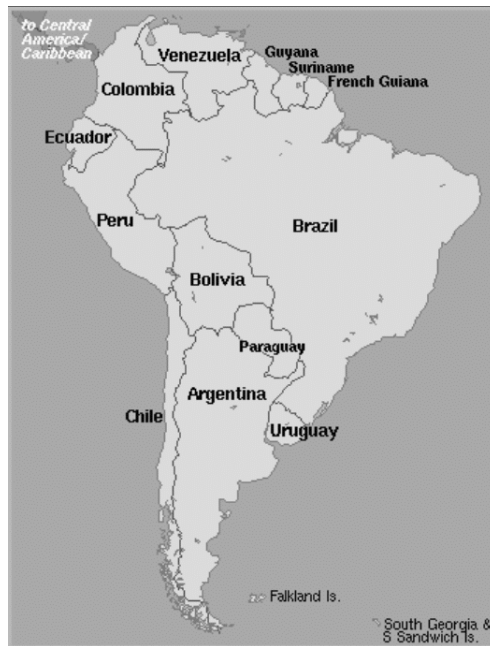 to Central
America/
Caribbean
Venezuela
Guyana
Suriname
French Guiana
Colombia
Ecuador
Peru
Brazil
Bolivia
Paraguay
Argentina
Chile
Uruguay
Falkland Is.
South Georgia &
S Sandwich Is.